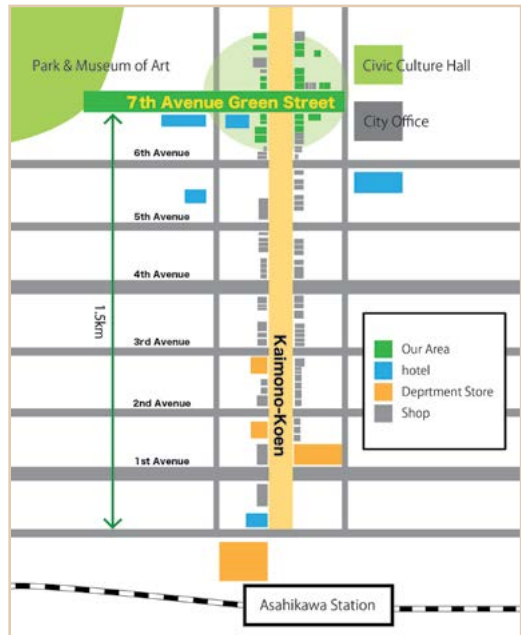 Park & Museum of Art
Civic Culture Hall
7th Avenue Green Street
City Office
6th Avenue
5th Avenue
4th Avenue
1.5km
3rd Avenue
Kaimono-Koen
Our Area
hotel
Deprtment Store
Shop
2nd Avenue
1st Avenue
Asahikawa Station